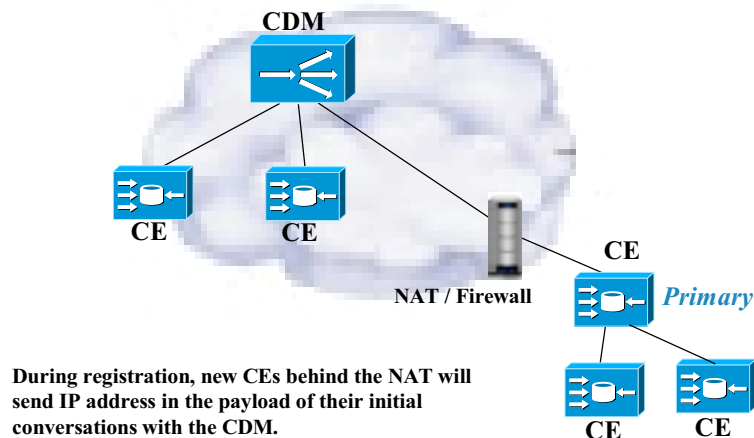 CDM
CE
CE
CE
NAT / Firewall
Primary
During registration, new CEs behind the NAT will
send IP address in the payload of their initial
conversations with the CDM.
CE
CE